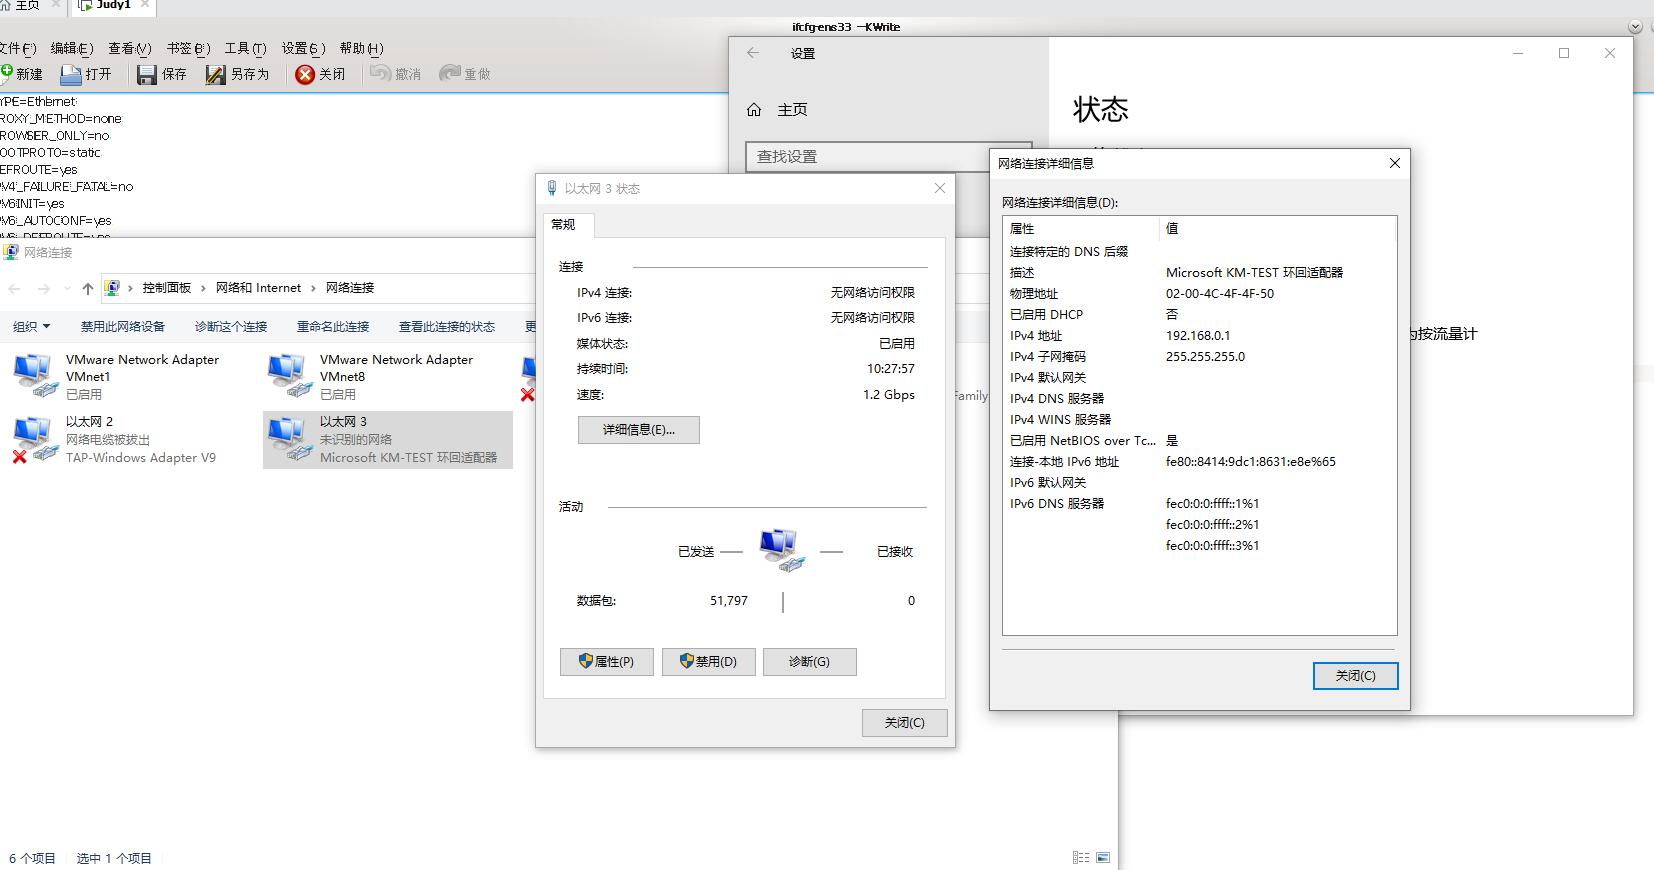 主页
Judy1
ifcfg-ens33 — KWrite
文件(F) 编辑(E) 查看(V) 书签(B) 工具(T) 设置(S) 帮助(H)
新建 打开 保存 另存为 关闭 撤消 重做
YPE=Ethernet
ROXY_METHOD=none
ROWSER_ONLY=no
OOTPROTO=static
EFROUTE=yes
PV4_FAILURE_FATAL=no
PV6INIT=yes
PV6_AUTOCONF=yes
PV6_DEFROUTE=yes
设置
主页
查找设置
状态
为按流量计
网络连接
控制面板 › 网络和 Internet › 网络连接
组织 禁用此网络设备 诊断这个连接 重命名此连接 查看此连接的状态 更
VMware Network Adapter
VMnet1
已启用
VMware Network Adapter
VMnet8
已启用
Family
以太网 2
网络电缆被拔出
TAP-Windows Adapter V9
以太网 3
未识别的网络
Microsoft KM-TEST 环回适配器
6 个项目 选中 1 个项目
以太网 3 状态
常规
连接
IPv4 连接: 无网络访问权限
IPv6 连接: 无网络访问权限
媒体状态: 已启用
持续时间: 10:27:57
速度: 1.2 Gbps
详细信息(E)...
活动
已发送 — — 已接收
数据包: 51,797 0
属性(P) 禁用(D) 诊断(G)
关闭(C)
网络连接详细信息
网络连接详细信息(D):
属性 值
连接特定的 DNS 后缀
描述 Microsoft KM-TEST 环回适配器
物理地址 02-00-4C-4F-4F-50
已启用 DHCP 否
IPv4 地址 192.168.0.1
IPv4 子网掩码 255.255.255.0
IPv4 默认网关
IPv4 DNS 服务器
IPv4 WINS 服务器
已启用 NetBIOS over Tc... 是
连接-本地 IPv6 地址 fe80::8414:9dc1:8631:e8e%65
IPv6 默认网关
IPv6 DNS 服务器 fec0:0:0:ffff::1%1
fec0:0:0:ffff::2%1
fec0:0:0:ffff::3%1
关闭(C)